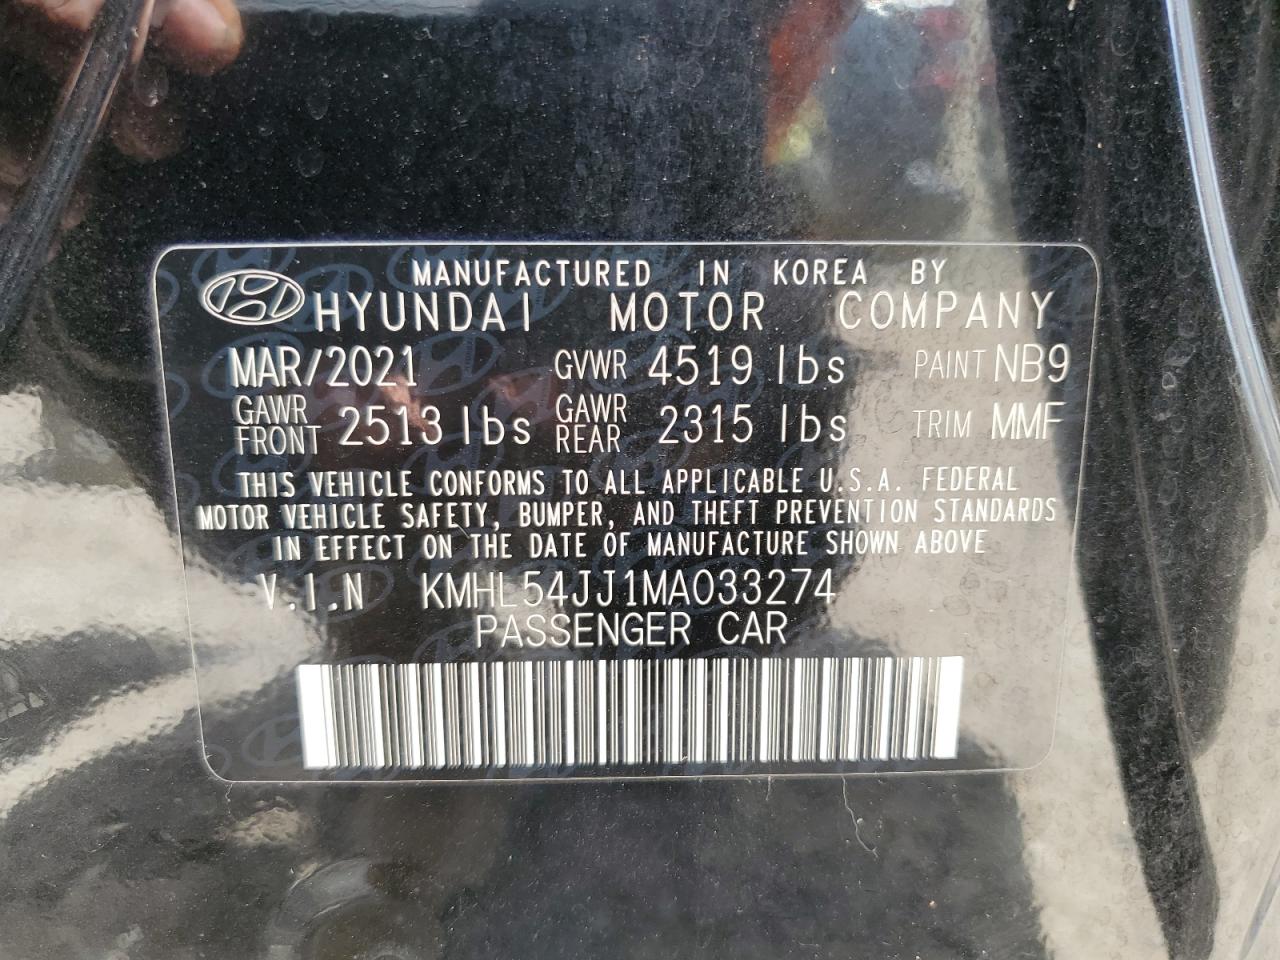 MANUFACTURED IN KOREA BY
HYUNDAI MOTOR COMPANY
MAR/2021 GVWR 4519 lbs PAINT NB9
GAWR FRONT 2513 lbs GAWR REAR 2315 lbs TRIM MMF
THIS VEHICLE CONFORMS TO ALL APPLICABLE U.S.A. FEDERAL
MOTOR VEHICLE SAFETY, BUMPER, AND THEFT PREVENTION STANDARDS
IN EFFECT ON THE DATE OF MANUFACTURE SHOWN ABOVE
V.I.N KMHL54JJ1MA033274
PASSENGER CAR